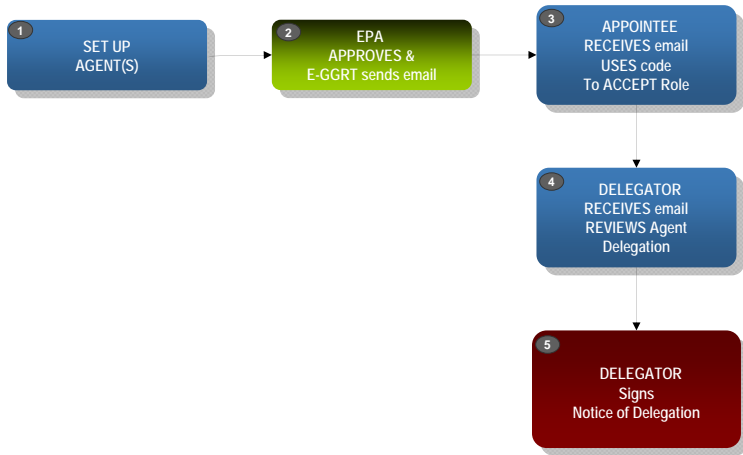 1
SET UP
AGENT(S)
2
EPA
APPROVES &
E-GGRT sends email
3
APPOINTEE
RECEIVES email
USES code
To ACCEPT Role
4
DELEGATOR
RECEIVES email
REVIEWS Agent
Delegation
5
DELEGATOR
Signs
Notice of Delegation